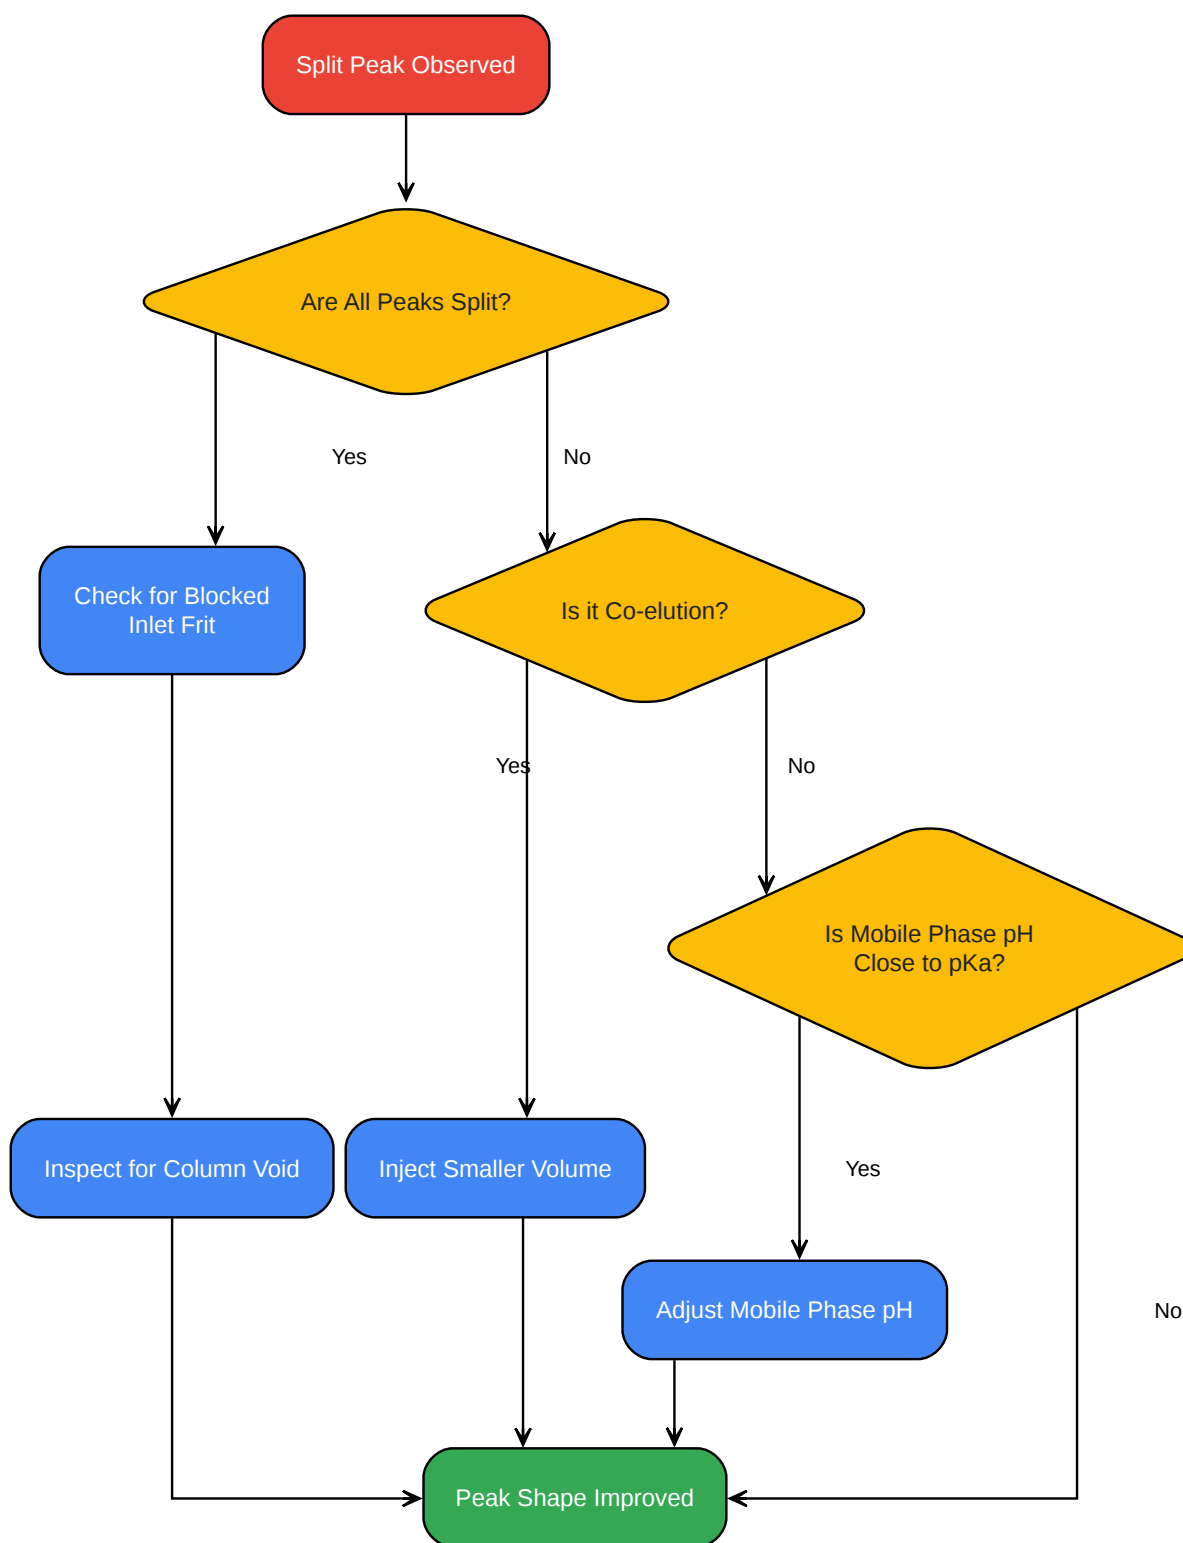 Split Peak Observed
Are All Peaks Split?
Yes
No
Check for Blocked
Inlet Frit
Is it Co-elution?
Yes
No
Is Mobile Phase pH
Close to pKa?
Inspect for Column Void
Inject Smaller Volume
Yes
Adjust Mobile Phase pH
No
Peak Shape Improved